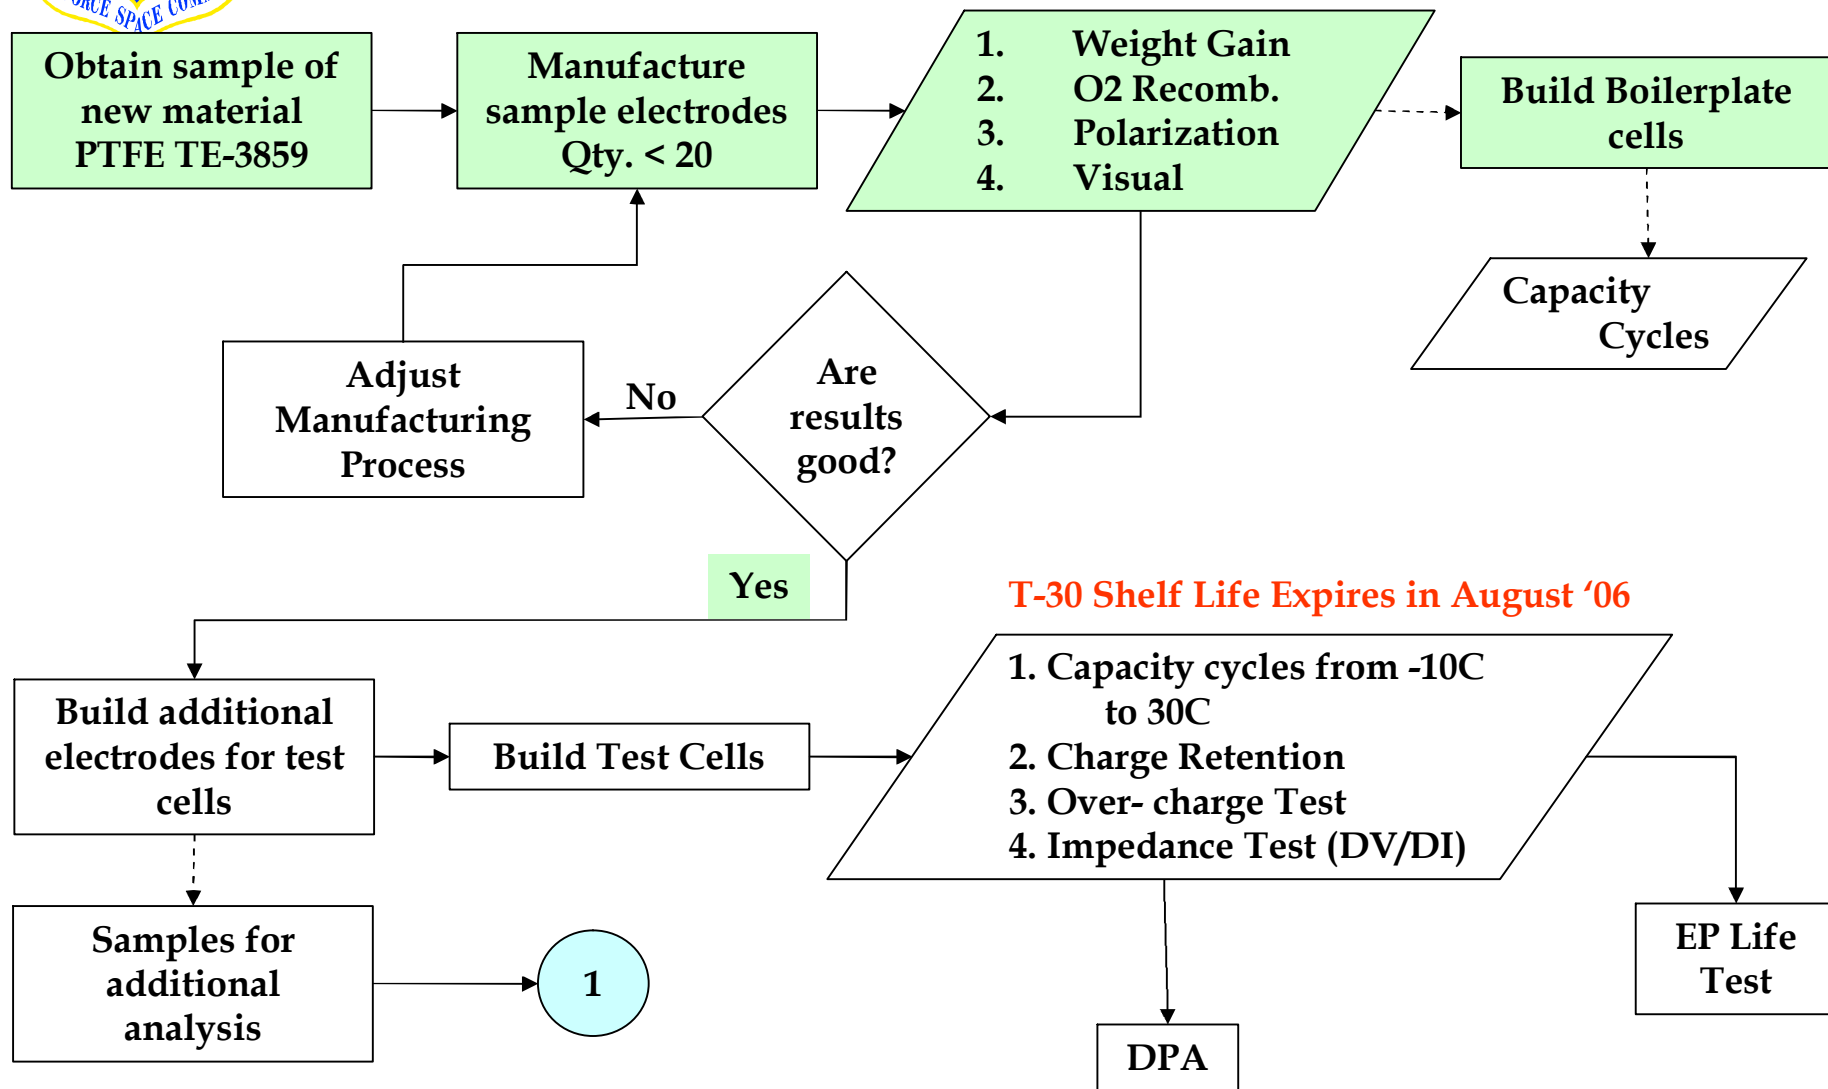 ORCE SPACE COM
Obtain sample of
new material
PTFE TE-3859
Manufacture
sample electrodes
Qty. < 20
1. Weight Gain
2. O2 Recomb.
3. Polarization
4. Visual
Build Boilerplate
cells
Capacity
Cycles
Adjust
Manufacturing
Process
No
Are
results
good?
Yes
T-30 Shelf Life Expires in August ‘06
Build additional
electrodes for test
cells
Build Test Cells
1. Capacity cycles from -10C
to 30C
2. Charge Retention
3. Over- charge Test
4. Impedance Test (DV/DI)
Samples for
additional
analysis
1
EP Life
Test
DPA